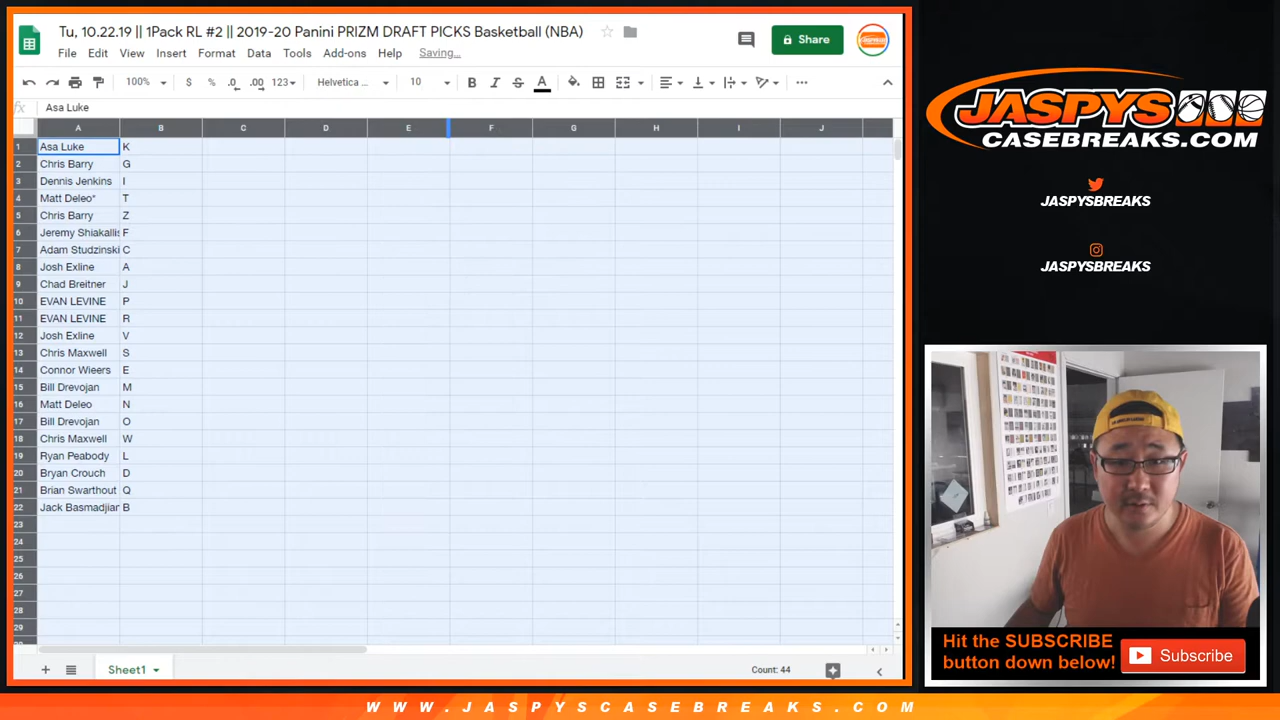 Tu, 10.22.19 || 1Pack RL #2 || 2019-20 Panini PRIZM DRAFT PICKS Basketball (NBA)
File Edit View Insert Format Data Tools Add-ons Help Saving…
Share
100% $ % .0 .00 123 Helvetica ... 10 B I S A
fx Asa Luke
A B C D E F G H I J
1 Asa Luke K
2 Chris Barry G
3 Dennis Jenkins I
4 Matt Deleo* T
5 Chris Barry Z
6 Jeremy Shiakallis F
7 Adam Studzinski C
8 Josh Exline A
9 Chad Breitner J
10 EVAN LEVINE P
11 EVAN LEVINE R
12 Josh Exline V
13 Chris Maxwell S
14 Connor Wieers E
15 Bill Drevojan M
16 Matt Deleo N
17 Bill Drevojan O
18 Chris Maxwell W
19 Ryan Peabody L
20 Bryan Crouch D
21 Brian Swarthout Q
22 Jack Basmadjian B
23
24
25
26
27
28
29
Sheet1
Count: 44
JASPYS
CASEBREAKS.COM
JASPYSBREAKS
JASPYSBREAKS
Hit the SUBSCRIBE
button down below!
Subscribe
WWW.JASPYSCASEBREAKS.COM